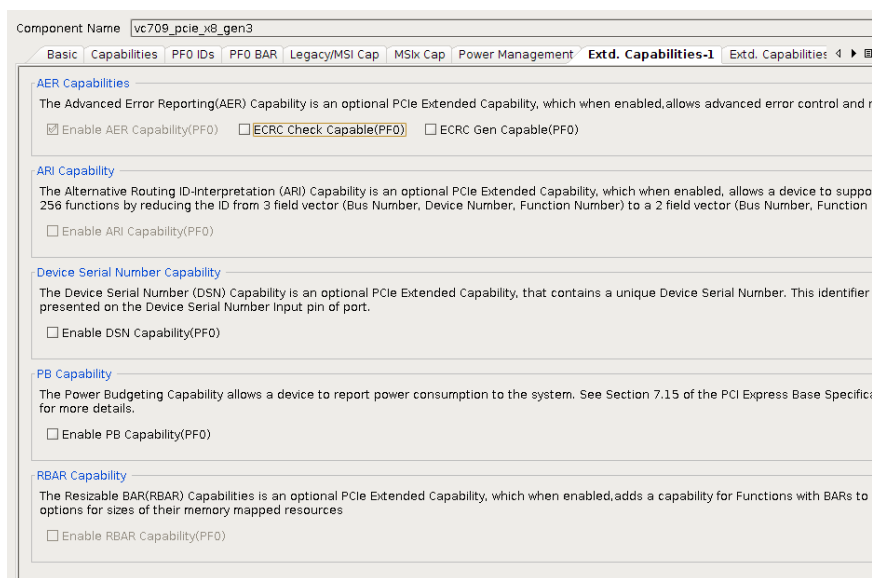 Component Name vc709_pcie_x8_gen3
Basic Capabilities PF0 IDs PF0 BAR Legacy/MSI Cap MSIx Cap Power Management Extd. Capabilities-1 Extd. Capabilities
AER Capabilities
The Advanced Error Reporting(AER) Capability is an optional PCIe Extended Capability, which when enabled,allows advanced error control and r
Enable AER Capability(PF0) ECRC Check Capable(PF0) ECRC Gen Capable(PF0)
ARI Capability
The Alternative Routing ID-Interpretation (ARI) Capability is an optional PCIe Extended Capability, which when enabled, allows a device to suppo
256 functions by reducing the ID from 3 field vector (Bus Number, Device Number, Function Number) to a 2 field vector (Bus Number, Function
Enable ARI Capability(PF0)
Device Serial Number Capability
The Device Serial Number (DSN) Capability is an optional PCIe Extended Capability, that contains a unique Device Serial Number. This identifier
presented on the Device Serial Number Input pin of port.
Enable DSN Capability(PF0)
PB Capability
The Power Budgeting Capability allows a device to report power consumption to the system. See Section 7.15 of the PCI Express Base Specifica
for more details.
Enable PB Capability(PF0)
RBAR Capability
The Resizable BAR(RBAR) Capabilities is an optional PCIe Extended Capability, which when enabled,adds a capability for Functions with BARs to
options for sizes of their memory mapped resources
Enable RBAR Capability(PF0)